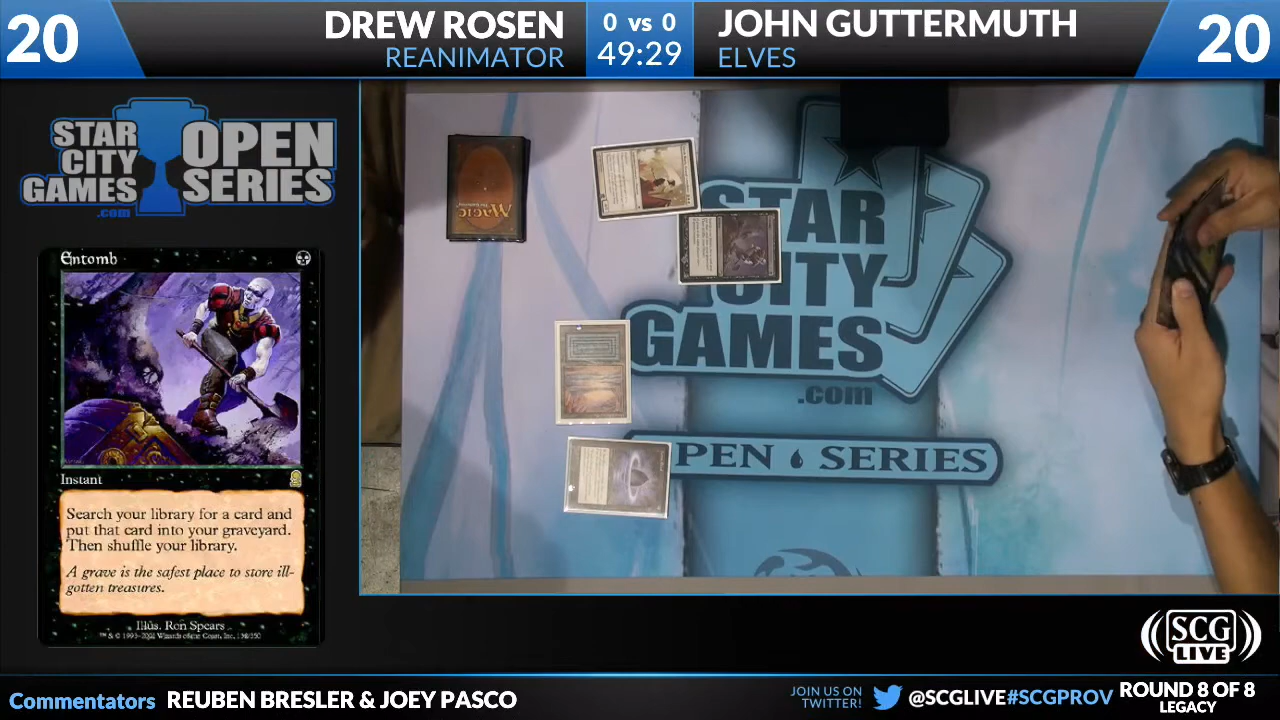 20
DREW ROSEN
REANIMATOR
0 vs 0
49:29
JOHN GUTTERMUTH
ELVES
20
STAR
CITY
GAMES
.com
OPEN
SERIES
Entomb
Instant
Search your library for a card and
put that card into your graveyard.
Then shuffle your library.
A grave is the safest place to store ill-
gotten treasures.
Illus. Ron Spears
MAGIC
STAR
CITY
GAMES
.com
OPEN SERIES
SCG
LIVE
Commentators REUBEN BRESLER & JOEY PASCO
JOIN US ON
TWITTER!
@SCGLIVE#SCGPROV
ROUND 8 OF 8
LEGACY